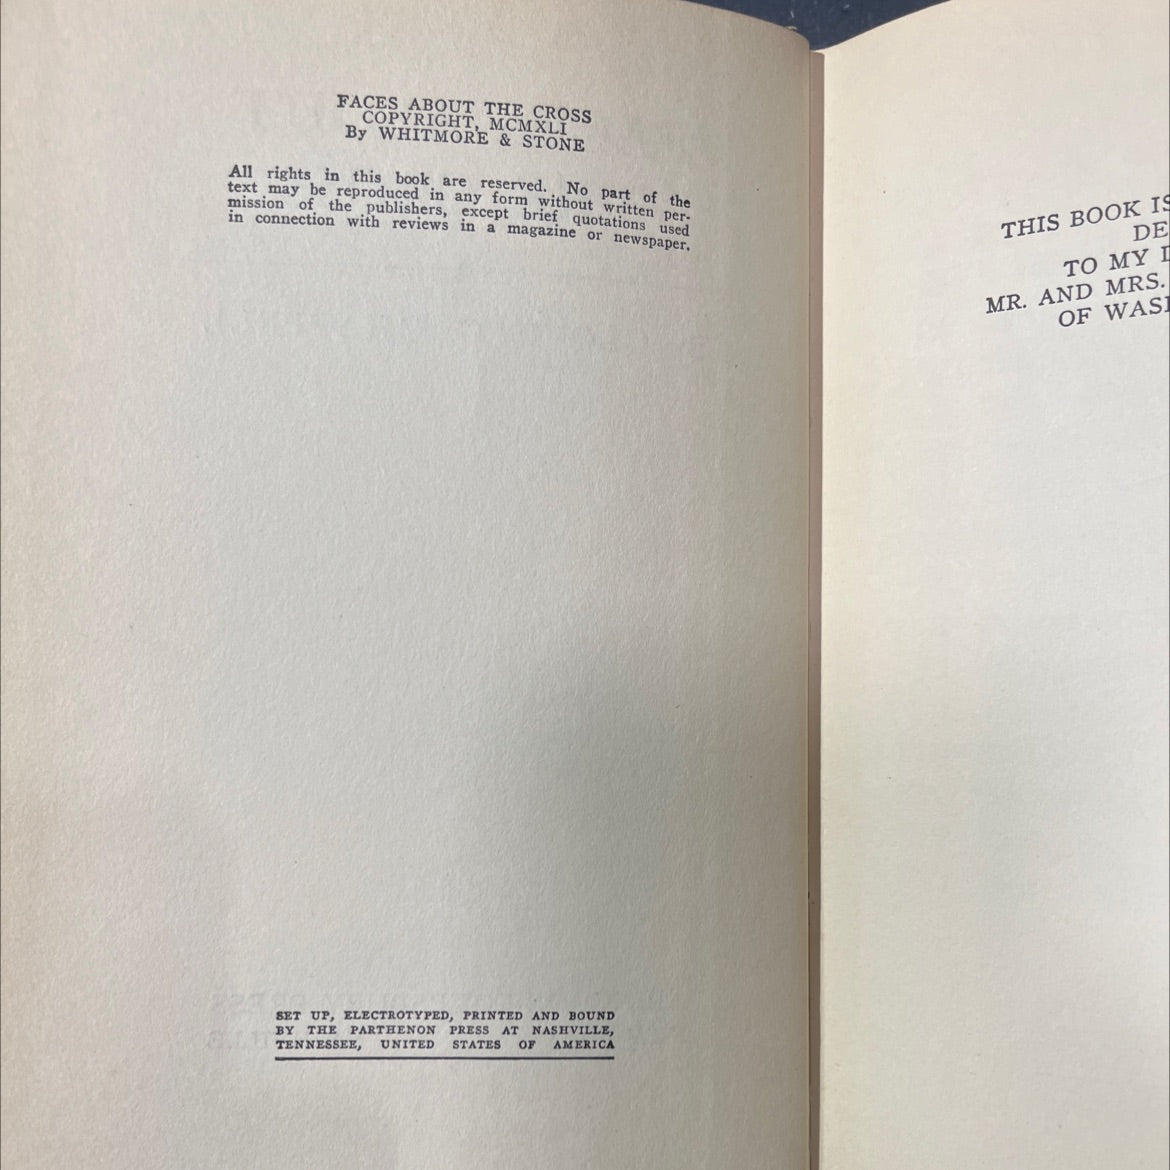 FACES ABOUT THE CROSS
COPYRIGHT, MCMXLI
By WHITMORE & STONE
All rights in this book are reserved. No part of the
text may be reproduced in any form without written per-
mission of the publishers, except brief quotations used
in connection with reviews in a magazine or newspaper.
SET UP, ELECTROTYPED, PRINTED AND BOUND
BY THE PARTHENON PRESS AT NASHVILLE,
TENNESSEE, UNITED STATES OF AMERICA
THIS BOOK IS
DE
TO MY
MR. AND MRS.
OF WASH